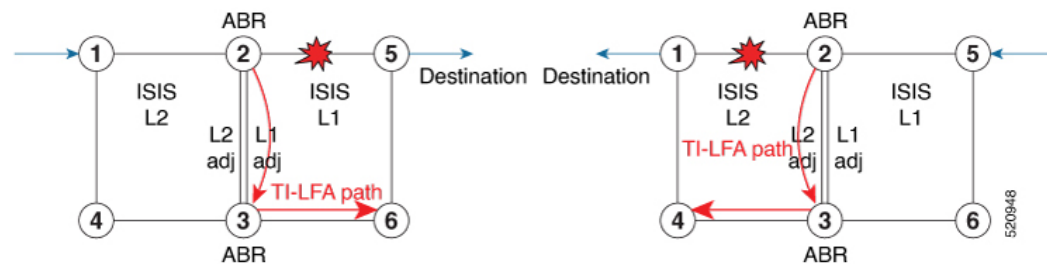 ABR
1
2
5
Destination
ISIS
L2
ISIS
L1
L2
adj
L1
adj
TI-LFA path
4
3
6
ABR
ABR
1
2
5
Destination
ISIS
L2
ISIS
L1
TI-LFA path
L2
adj
L1
adj
4
3
6
ABR
520948